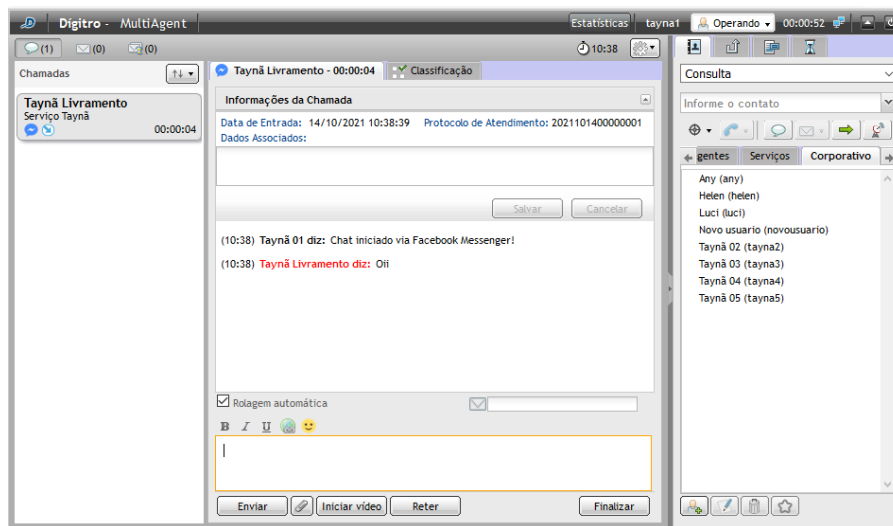 Dígitro - MultiAgent
Estatísticas tayna1 Operando 00:00:52
(1) (0) (0)
10:38
Chamadas
Taynã Livramento
Serviço Taynã
00:00:04
Taynã Livramento - 00:00:04 Classificação
Informações da Chamada
Data de Entrada: 14/10/2021 10:38:39 Protocolo de Atendimento: 2021101400000001
Dados Associados:
Salvar Cancelar
(10:38) Taynã 01 diz: Chat iniciado via Facebook Messenger!
(10:38) Taynã Livramento diz: Oii
Rolagem automática
B I U
Enviar Iniciar vídeo Reter Finalizar
Consulta
Informe o contato
gentes Serviços Corporativo
Any (any)
Helen (helen)
Luci (luci)
Novo usuario (novousuario)
Taynã 02 (tayna2)
Taynã 03 (tayna3)
Taynã 04 (tayna4)
Taynã 05 (tayna5)